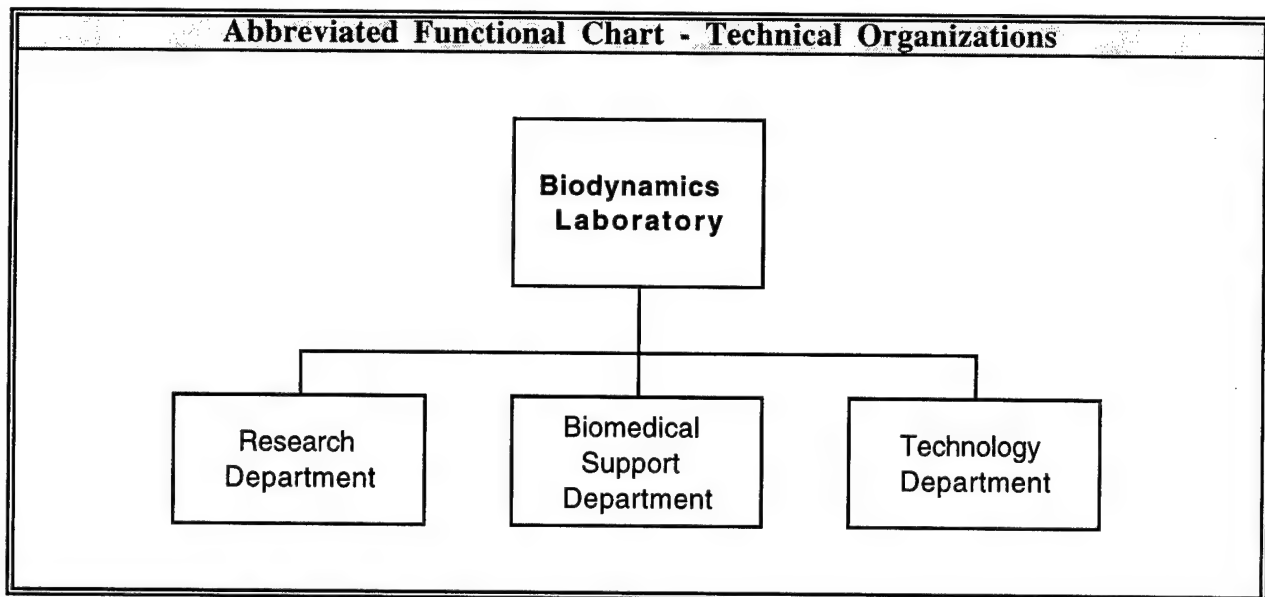 Abbreviated Functional Chart - Technical Organizations
Biodynamics
Laboratory
Research
Department
Biomedical
Support
Department
Technology
Department